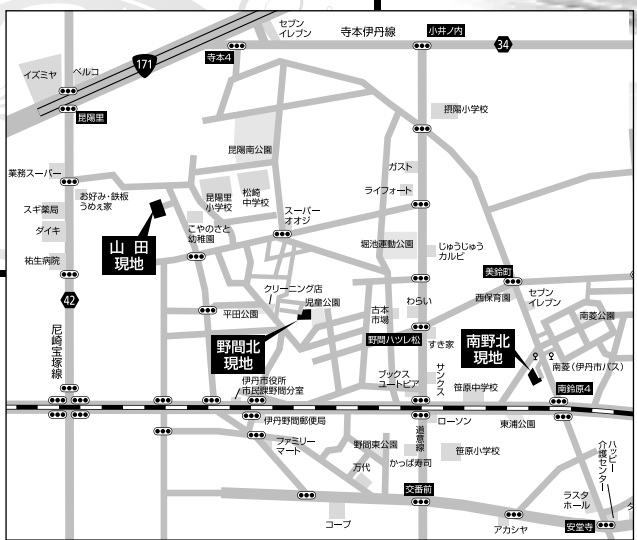 セブン
イレブン
寺本伊丹線
小井ノ内
34
寺本4
171
イズミヤ
ベルコ
昆陽里
摂陽小学校
昆陽南公園
業務スーパー
お好み・鉄板
うめぇ家
昆陽里
小学校
松崎
中学校
ガスト
ライフォート
スギ薬局
ダイキ
祐生病院
山田
現地
こやのさと
幼稚園
スーパー
オオジ
堀池運動公園
じゅうじゅう
カルビ
美鈴町
42
尼崎宝塚線
クリーニング店
児童公園
平田公園
野間北
現地
古本
市場
わらい
西保育園
セブン
イレブン
南菱公園
野間ハツレ松
すき家
南野北
現地
南菱(伊丹市バス)
ブックス
ユートピア
サンクス
笹原中学校
南鈴原4
伊丹市役所
市民課野間分室
伊丹野間郵便局
ローソン
東浦公園
ファミリー
マート
野間東公園
道意線
笹原小学校
かっぱ寿司
万代
ハッピー
介護センター
交番前
コープ
アカシヤ
ラスタ
ホール
安堂寺